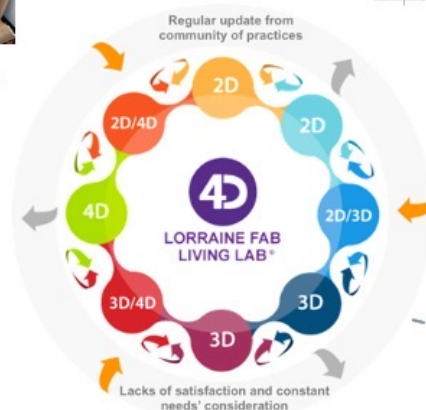 Regular update from
community of practices
2D
2D/4D
2D
4D
4D
2D/3D
LORRAINE FAB
LIVING LAB®
3D/4D
3D
3D
Lacks of satisfaction and constant
needs' consideration